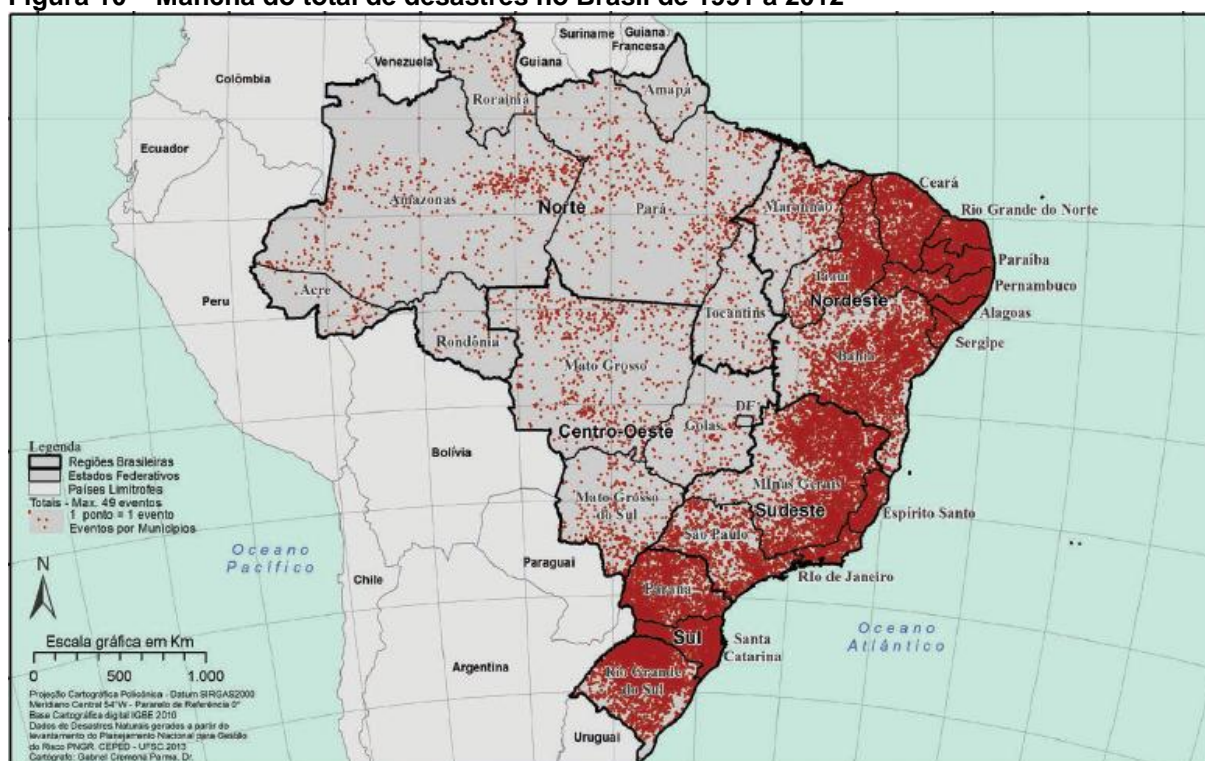 Figura 10 – Mancha do total de desastres no Brasil de 1991 a 2012
Suriname
Guiana
Francesa
Venezuela
Guiana
Colômbia
Roraima
Amapá
Ecuador
Ceará
Amazonas
Norte
Pará
Maranhão
Rio Grande do Norte
Paraíba
Peru
Acre
Piauí
Pernambuco
Nordeste
Tocantins
Alagoas
Rondônia
Sergipe
Mato Grosso
Bahia
DF
Goias
Centro-Oeste
Bolívia
Legenda
Regiões Brasileiras
Estados Federativos
Países Limítrofes
Totais - Max. 49 eventos
1 ponto = 1 evento
Eventos por Municípios
Minas Gerais
Mato Grosso
do Sul
Sudeste
Espírito Santo
São Paulo
Oceano
Pacífico
N
Paraguai
Chile
Rio de Janeiro
Paraná
Oceano
Atlântico
Escala gráfica em Km
0 500 1.000
Sul
Santa
Catarina
Argentina
Rio Grande
do Sul
Uruguai
Projeção Cartográfica Policônica - Datum SIRGAS2000
Meridiano Central 54°W - Paralelo de Referência 0°
Base Cartográfica digital IGBE 2010
Dados de Desastres Naturais gerados a partir do
levantamento do Planejamento Nacional para Gestão
do Risco PNGR. CEPED - UFSC.2013
Cartógrafo: Gabriel Cremona Parma, Dr.